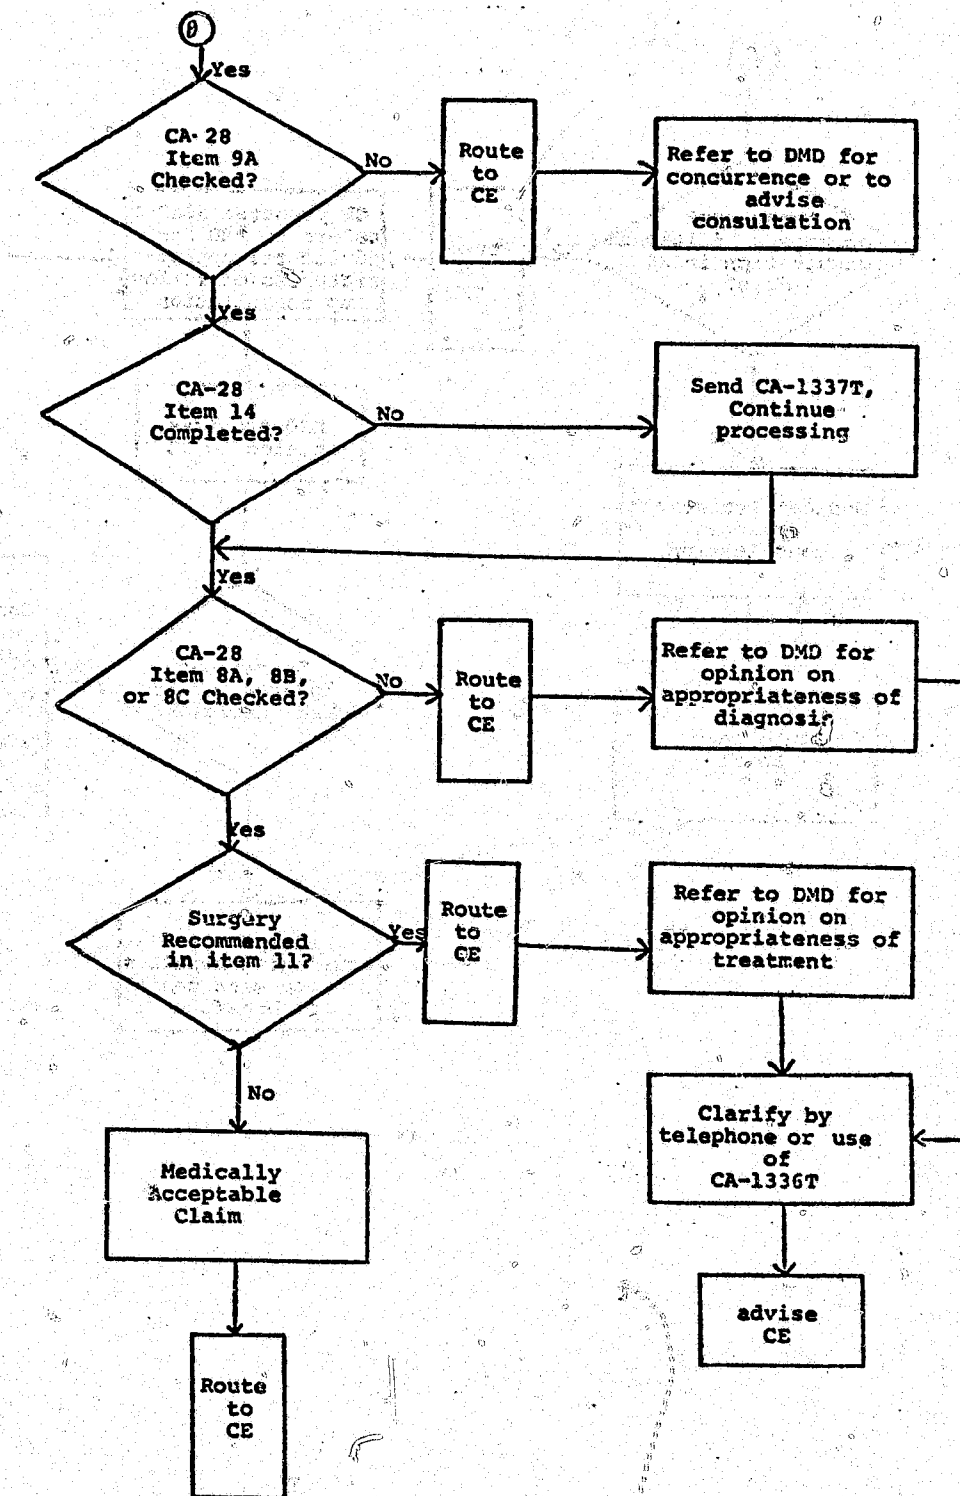 Yes
CA-28
Item 9A
Checked?
No
Route
to
CE
Refer to DMD for
concurrence or to
advise
consultation
Yes
CA-28
Item 14
Completed?
No
Send CA-1337T,
Continue
processing
Yes
CA-28
Item 8A, 8B,
or 8C Checked?
No
Route
to
CE
Refer to DMD for
opinion on
appropriateness of
diagnosis
Yes
Surgery
Recommended
in item 11?
Yes
Route
to
CE
Refer to DMD for
opinion on
appropriateness of
treatment
No
Medically
Acceptable
Claim
Clarify by
telephone or use
of
CA-1336T
advise
CE
Route
to
CE